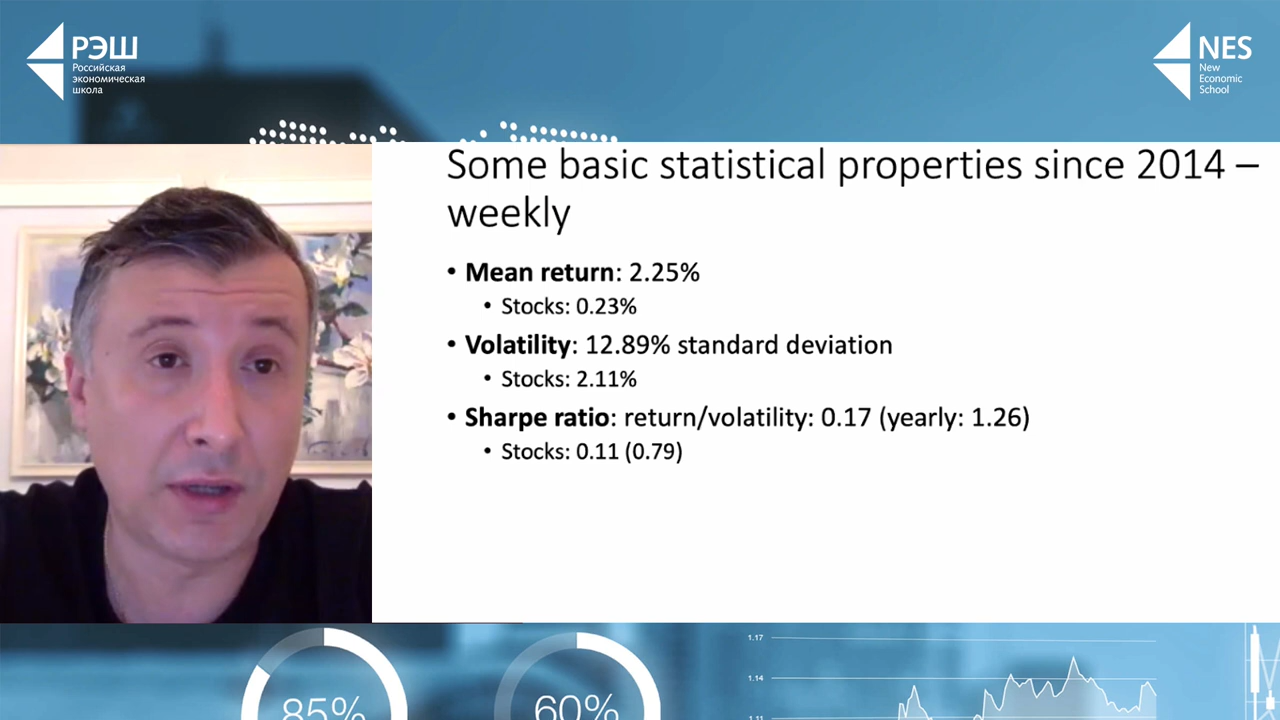 РЭШ
Российская
экономическая
школа
NES
New
Economic
School
Some basic statistical properties since 2014 –
weekly
• Mean return: 2.25%
• Stocks: 0.23%
• Volatility: 12.89% standard deviation
• Stocks: 2.11%
• Sharpe ratio: return/volatility: 0.17 (yearly: 1.26)
• Stocks: 0.11 (0.79)
85%
60%
1.17
1.14
1.11